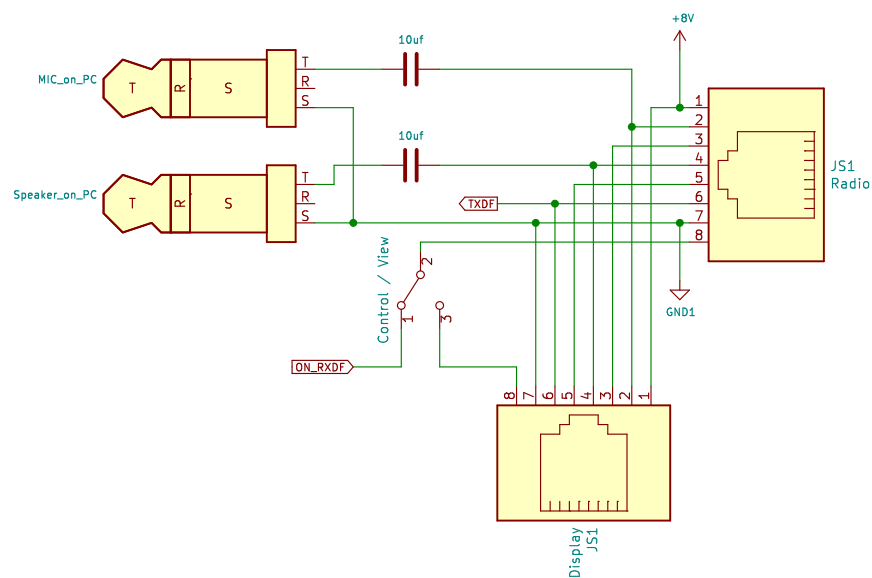 +8V
10uf
MIC_on_PC
T
R
S
T
R
S
10uf
Speaker_on_PC
T
R
S
T
R
S
1
2
3
4
5
6
7
8
JS1
Radio
TXDF
GND1
Control / View
2
1
3
ON_RXDF
8
7
6
5
4
3
2
1
Display
JS1